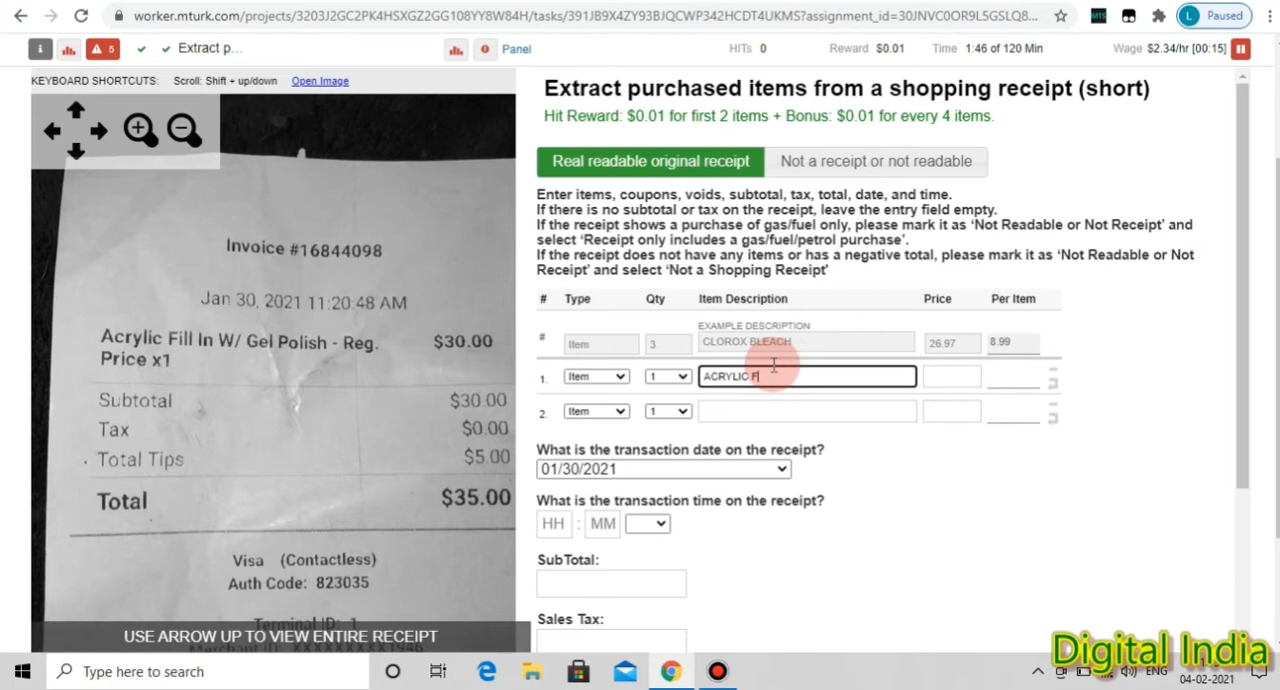 worker.mturk.com/projects/3203J2GC2PK4HSXGZ2GG108YY8W84H/tasks/391JB9X4ZY93BJQCWP342HCDT4UKMS?assignment_id=30JNVC0OR9L5GSLQ8...
MTS
L Paused
i 5 Extract p... Panel HITs 0 Reward $0.01 Time 1:46 of 120 Min Wage $2.34/hr [00:15]
KEYBOARD SHORTCUTS: Scroll: Shift + up/down Open Image
Invoice #16844098
Jan 30, 2021 11:20:48 AM
Acrylic Fill In W/ Gel Polish - Reg. $30.00
Price x1
Subtotal $30.00
Tax $0.00
Total Tips $5.00
Total $35.00
Visa (Contactless)
Auth Code: 823035
Terminal ID: 1
USE ARROW UP TO VIEW ENTIRE RECEIPT
Extract purchased items from a shopping receipt (short)
Hit Reward: $0.01 for first 2 items + Bonus: $0.01 for every 4 items.
Real readable original receipt Not a receipt or not readable
Enter items, coupons, voids, subtotal, tax, total, date, and time.
If there is no subtotal or tax on the receipt, leave the entry field empty.
If the receipt shows a purchase of gas/fuel only, please mark it as 'Not Readable or Not Receipt' and
select 'Receipt only includes a gas/fuel/petrol purchase'.
If the receipt does not have any items or has a negative total, please mark it as 'Not Readable or Not
Receipt' and select 'Not a Shopping Receipt'
# Type Qty Item Description Price Per Item
EXAMPLE DESCRIPTION
# Item 3 CLOROX BLEACH 26.97 8.99
1. Item 1 ACRYLIC F
2. Item 1
What is the transaction date on the receipt?
01/30/2021
What is the transaction time on the receipt?
HH : MM
SubTotal:
Sales Tax:
Digital India
Type here to search
ENG
04-02-2021